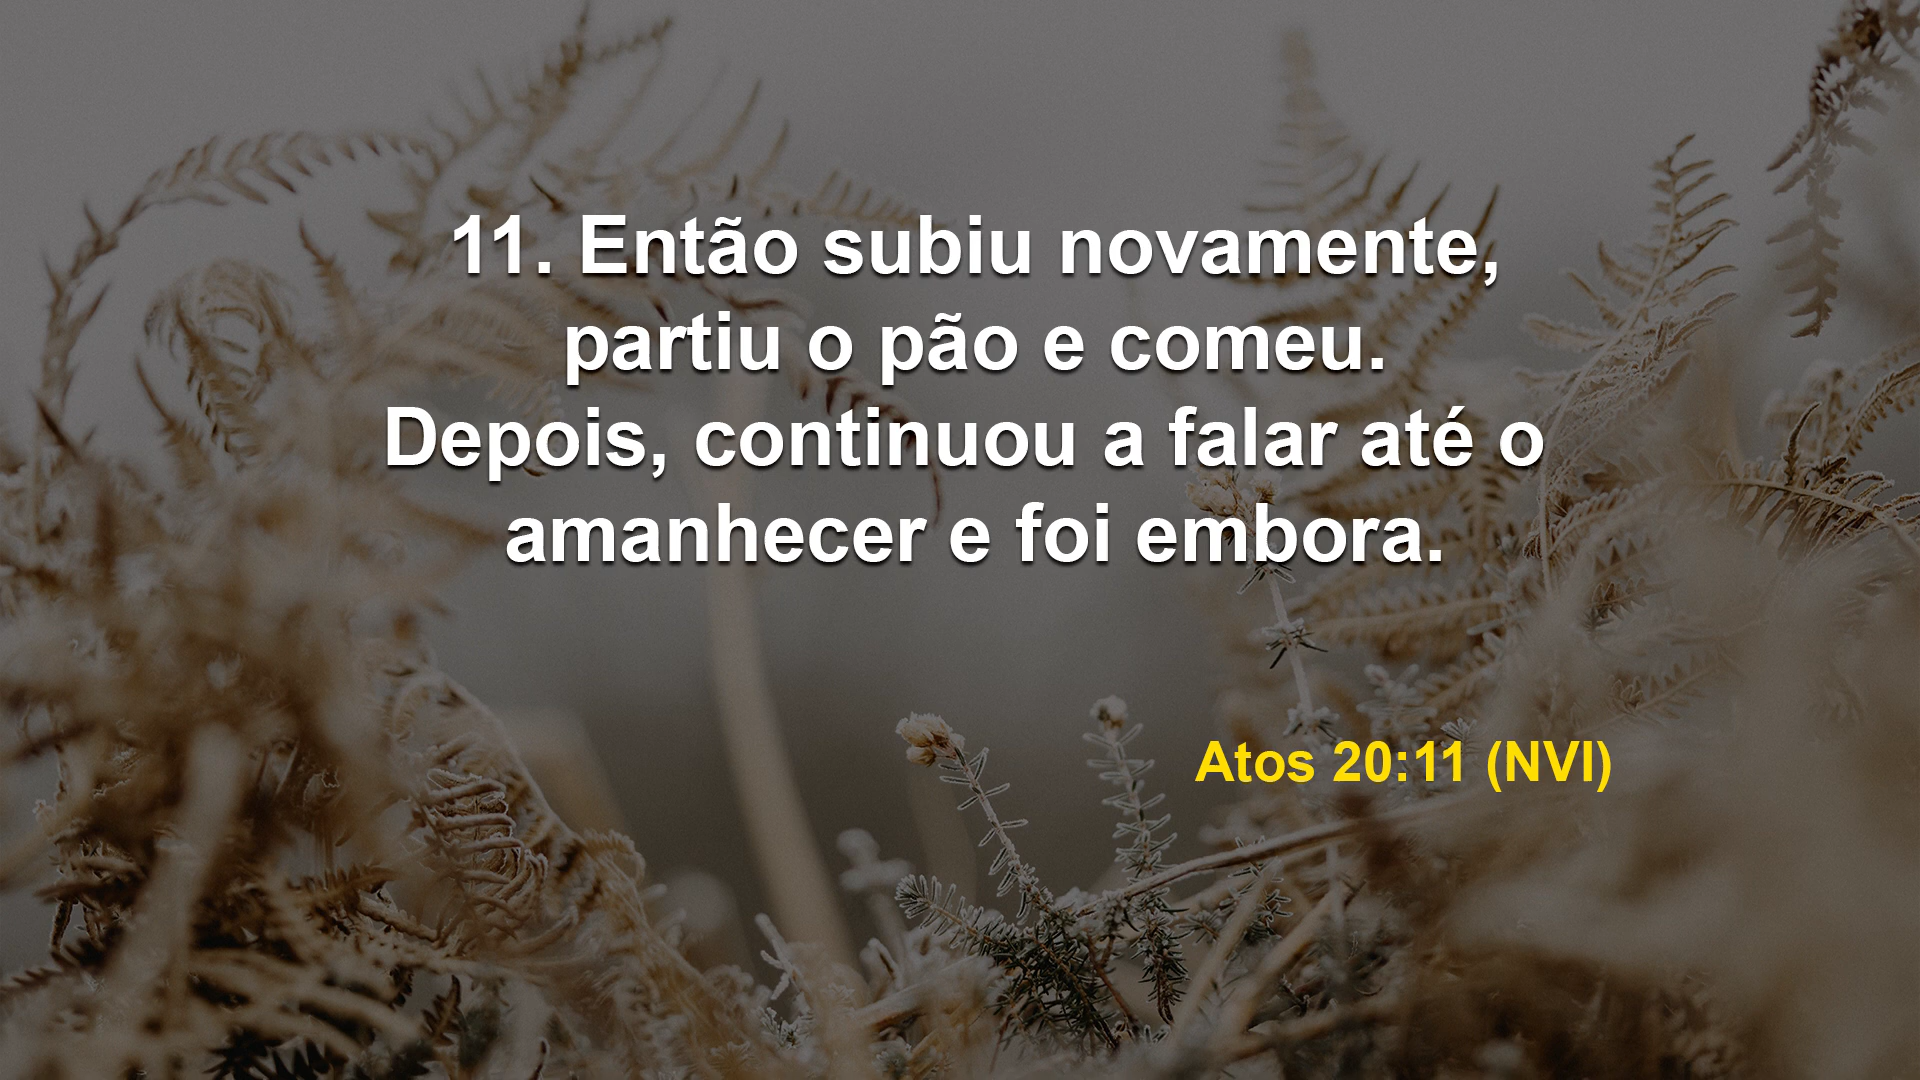 11. Então subiu novamente,
partiu o pão e comeu.
Depois, continuou a falar até o
amanhecer e foi embora.
Atos 20:11 (NVI)